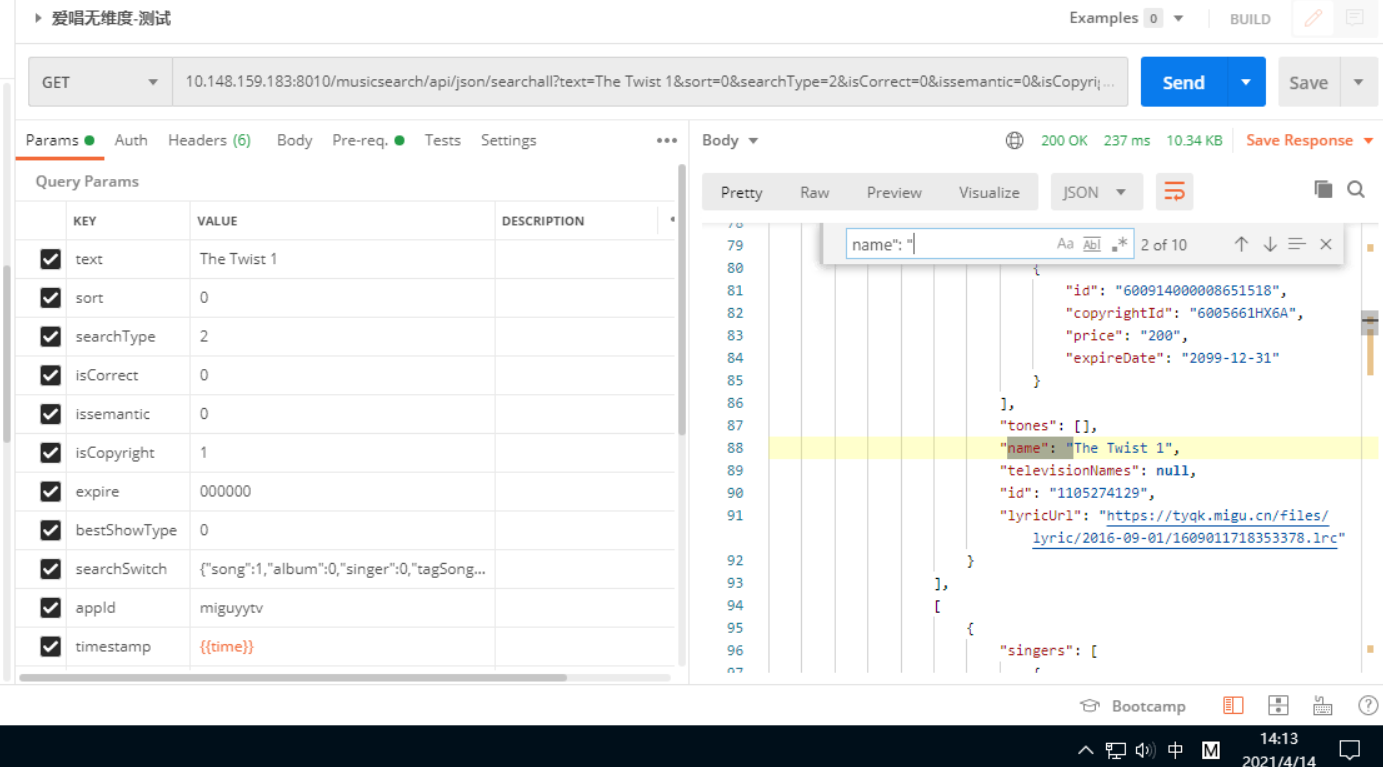 爱唱无维度-测试
Examples 0
BUILD
GET
10.148.159.183:8010/musicsearch/api/json/searchall?text=The Twist 1&sort=0&searchType=2&isCorrect=0&issemantic=0&isCopyri...
Send
Save
Params
Auth
Headers (6)
Body
Pre-req.
Tests
Settings
Query Params
KEY VALUE DESCRIPTION
text The Twist 1
sort 0
searchType 2
isCorrect 0
issemantic 0
isCopyright 1
expire 000000
bestShowType 0
searchSwitch {"song":1,"album":0,"singer":0,"tagSong...
appId miguyytv
timestamp {{time}}
Body
200 OK 237 ms 10.34 KB
Save Response
Pretty Raw Preview Visualize JSON
name": "
Aa Abl .* 2 of 10
78
79
80 {
81 "id": "600914000008651518",
82 "copyrightId": "6005661HX6A",
83 "price": "200",
84 "expireDate": "2099-12-31"
85 }
86 ],
87 "tones": [],
88 "name": "The Twist 1",
89 "televisionNames": null,
90 "id": "1105274129",
91 "lyricUrl": "https://tyqk.migu.cn/files/
lyric/2016-09-01/1609011718353378.lrc"
92 }
93 ],
94 [
95 {
96 "singers": [
97 {
Bootcamp
中 M
14:13
2021/4/14